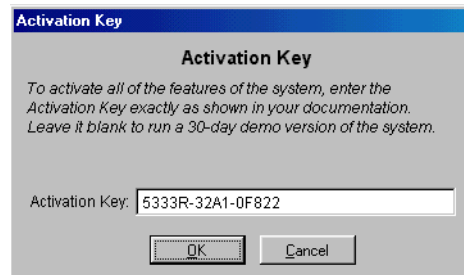 Activation Key
Activation Key
To activate all of the features of the system, enter the
Activation Key exactly as shown in your documentation.
Leave it blank to run a 30-day demo version of the system.
Activation Key: 5333R-32A1-0F822
OK Cancel